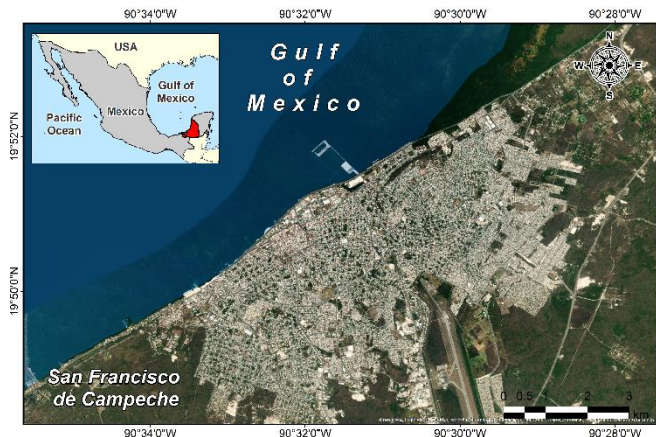 90°34'0"W 90°32'0"W 90°30'0"W 90°28'0"W
USA
Gulf of
Mexico
Mexico
Pacific
Ocean
Gulf
of
Mexico
N
W E
S
19°52'0"N
19°50'0"N
San Francisco
de Campeche
0 0.5 1 2 3
km
90°34'0"W 90°32'0"W 90°30'0"W 90°28'0"W